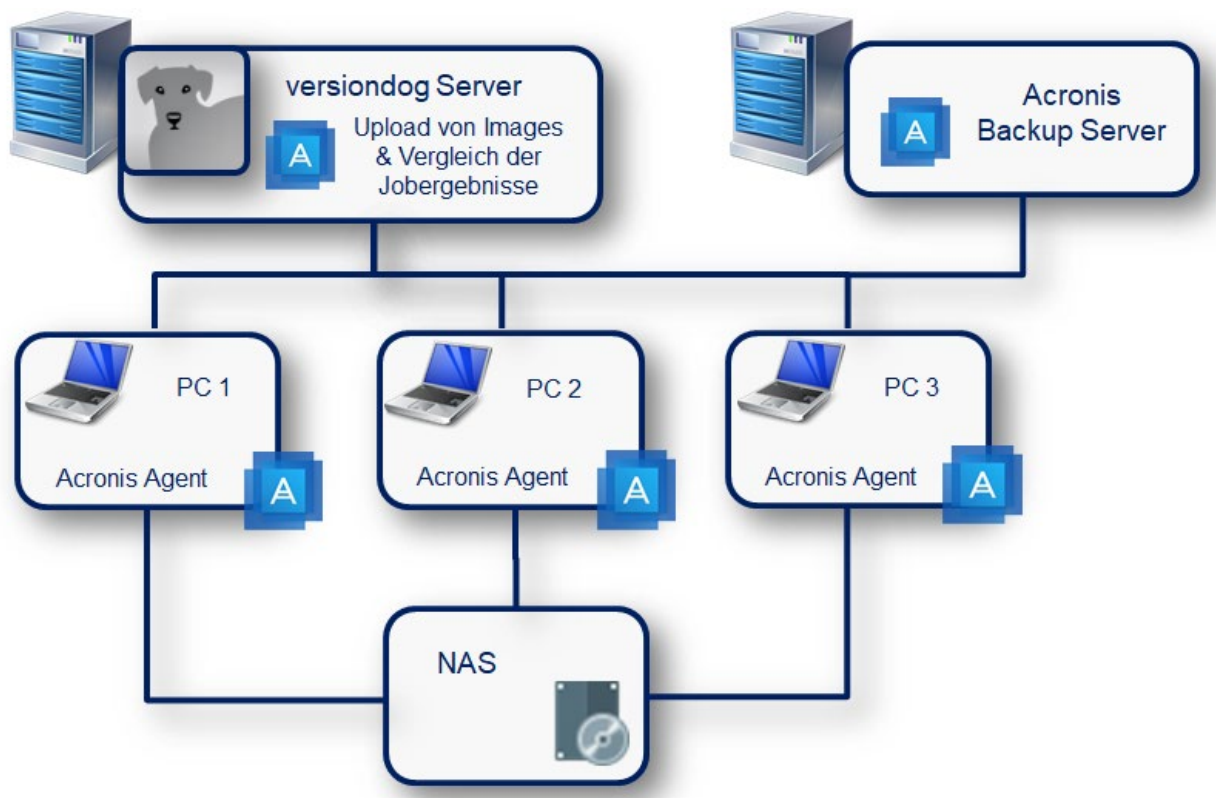 versiondog Server
Upload von Images
& Vergleich der
Jobergebnisse
Acronis
Backup Server
PC 1
Acronis Agent
PC 2
Acronis Agent
PC 3
Acronis Agent
NAS